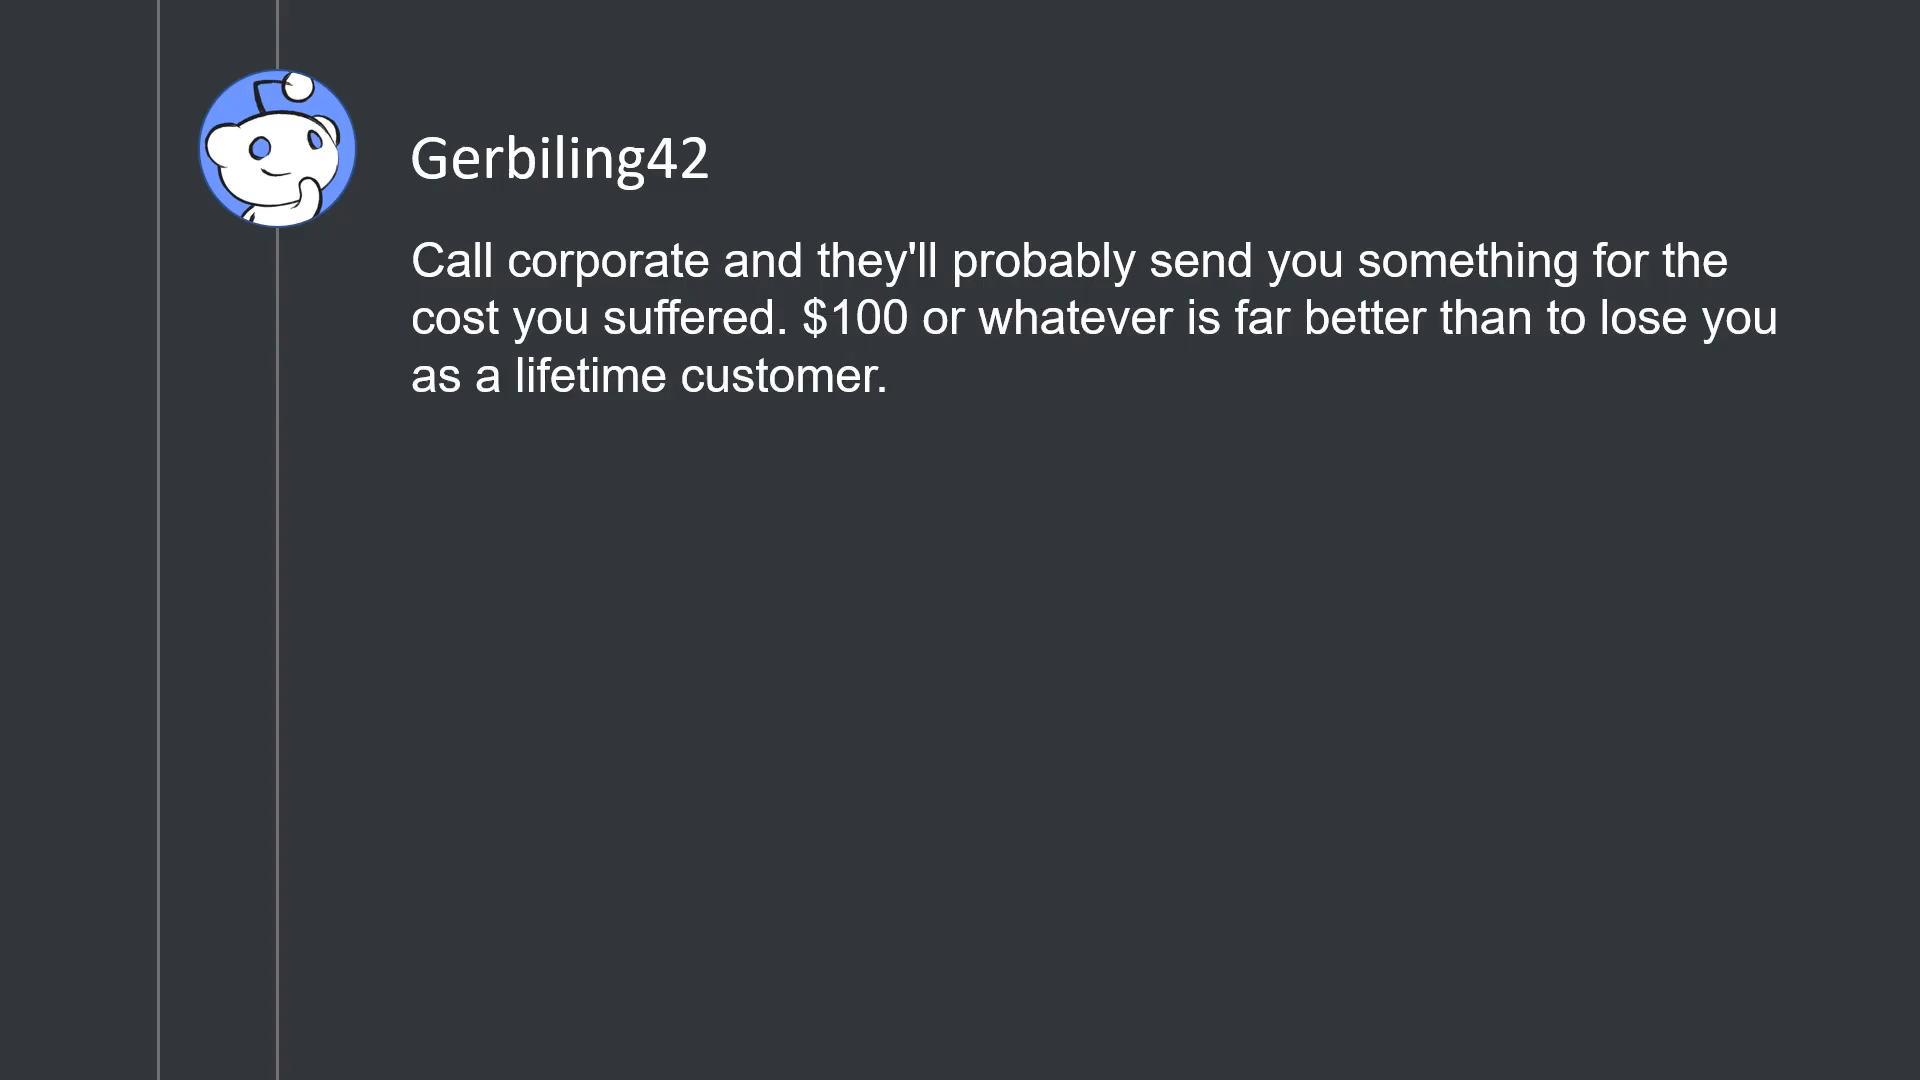 Gerbiling42
Call corporate and they'll probably send you something for the
cost you suffered. $100 or whatever is far better than to lose you
as a lifetime customer.